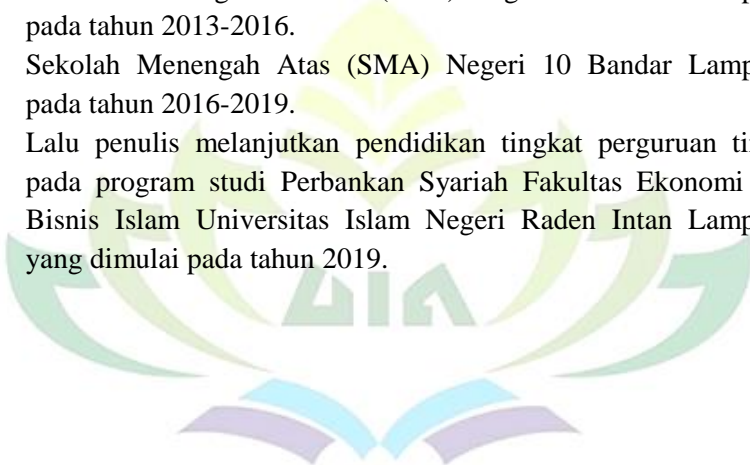 pada tahun 2013-2016.
Sekolah Menengah Atas (SMA) Negeri 10 Bandar Lamp
pada tahun 2016-2019.
Lalu penulis melanjutkan pendidikan tingkat perguruan tin
pada program studi Perbankan Syariah Fakultas Ekonomi
Bisnis Islam Universitas Islam Negeri Raden Intan Lamp
yang dimulai pada tahun 2019.
UIN